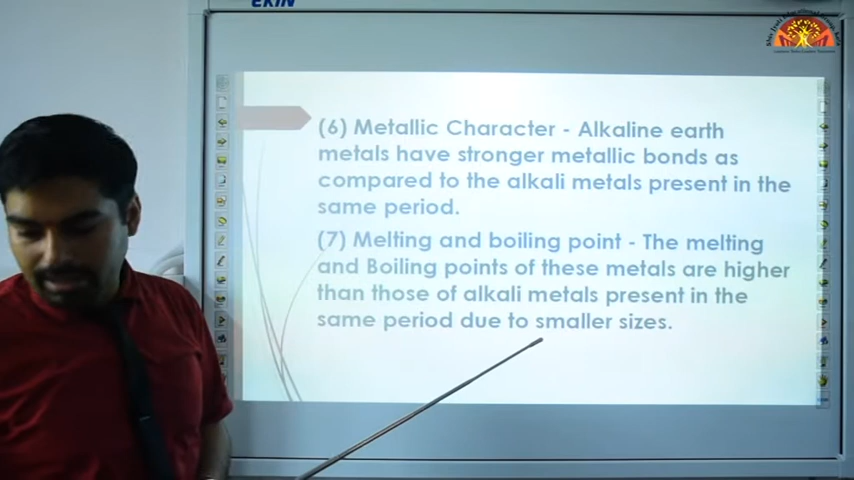 EKIN
(6) Metallic Character - Alkaline earth
metals have stronger metallic bonds as
compared to the alkali metals present in the
same period.
(7) Melting and boiling point - The melting
and Boiling points of these metals are higher
than those of alkali metals present in the
same period due to smaller sizes.